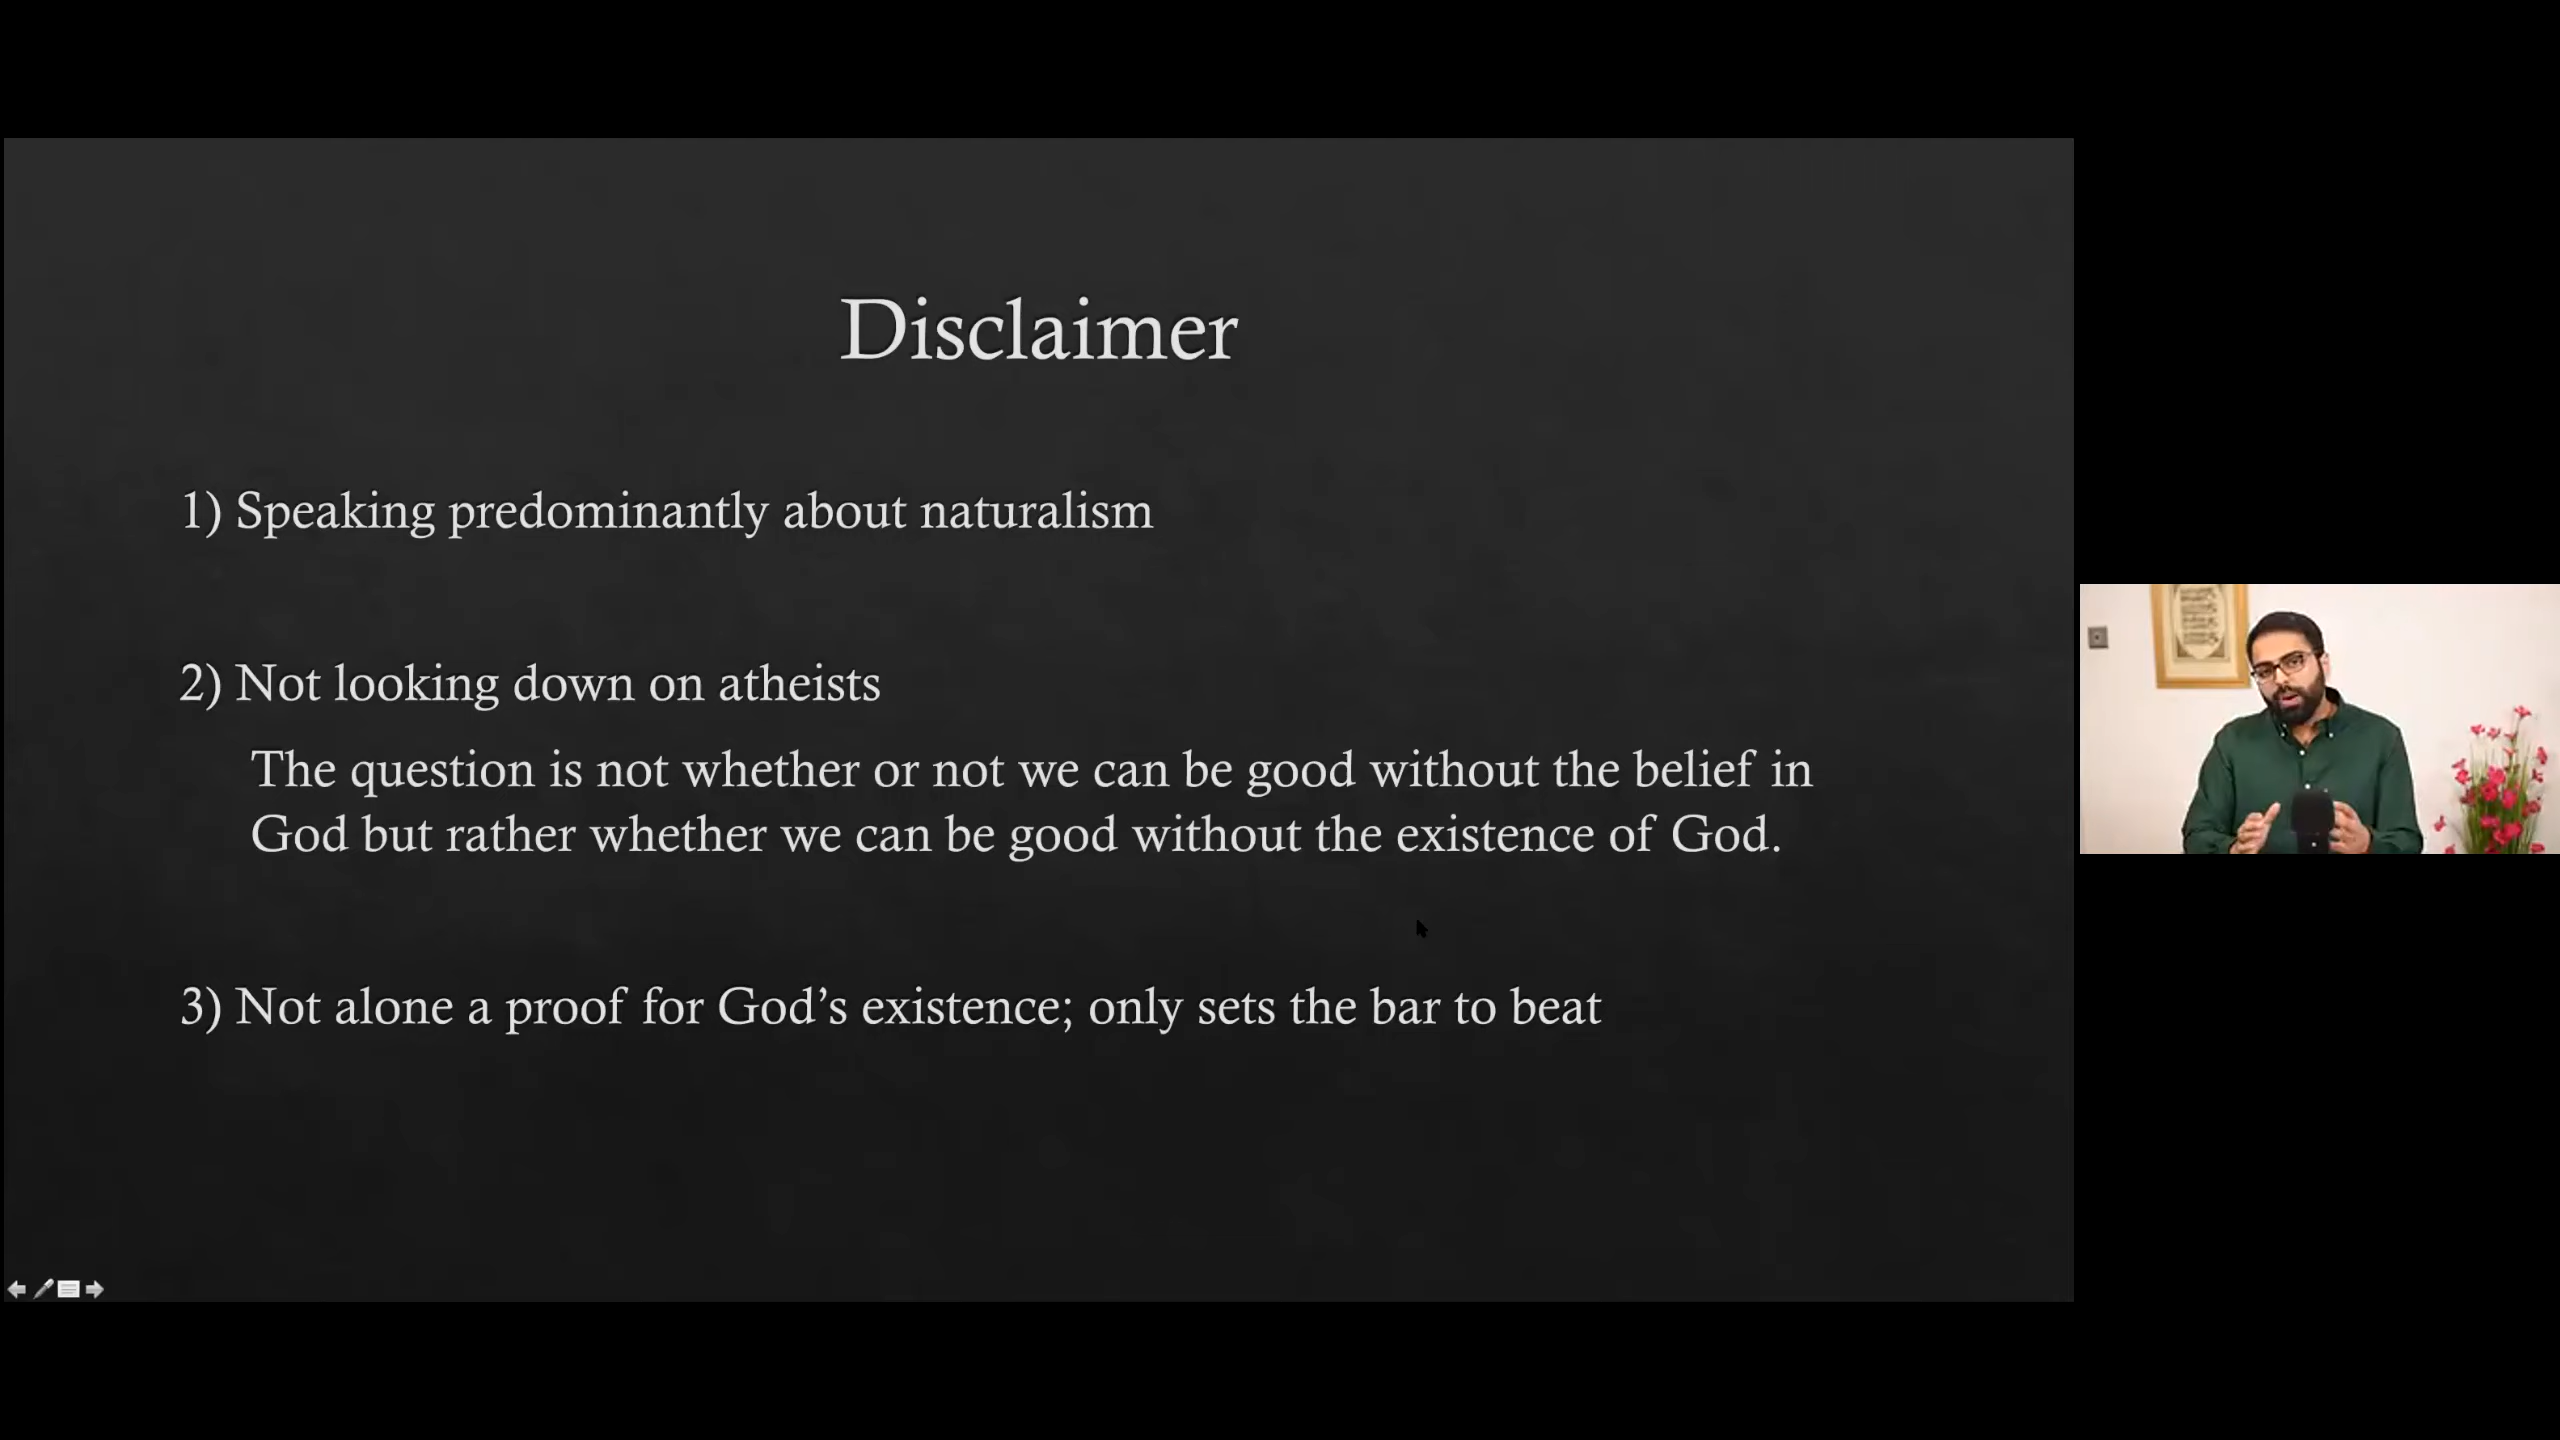 Disclaimer
1) Speaking predominantly about naturalism
2) Not looking down on atheists
The question is not whether or not we can be good without the belief in
God but rather whether we can be good without the existence of God.
3) Not alone a proof for God’s existence; only sets the bar to beat